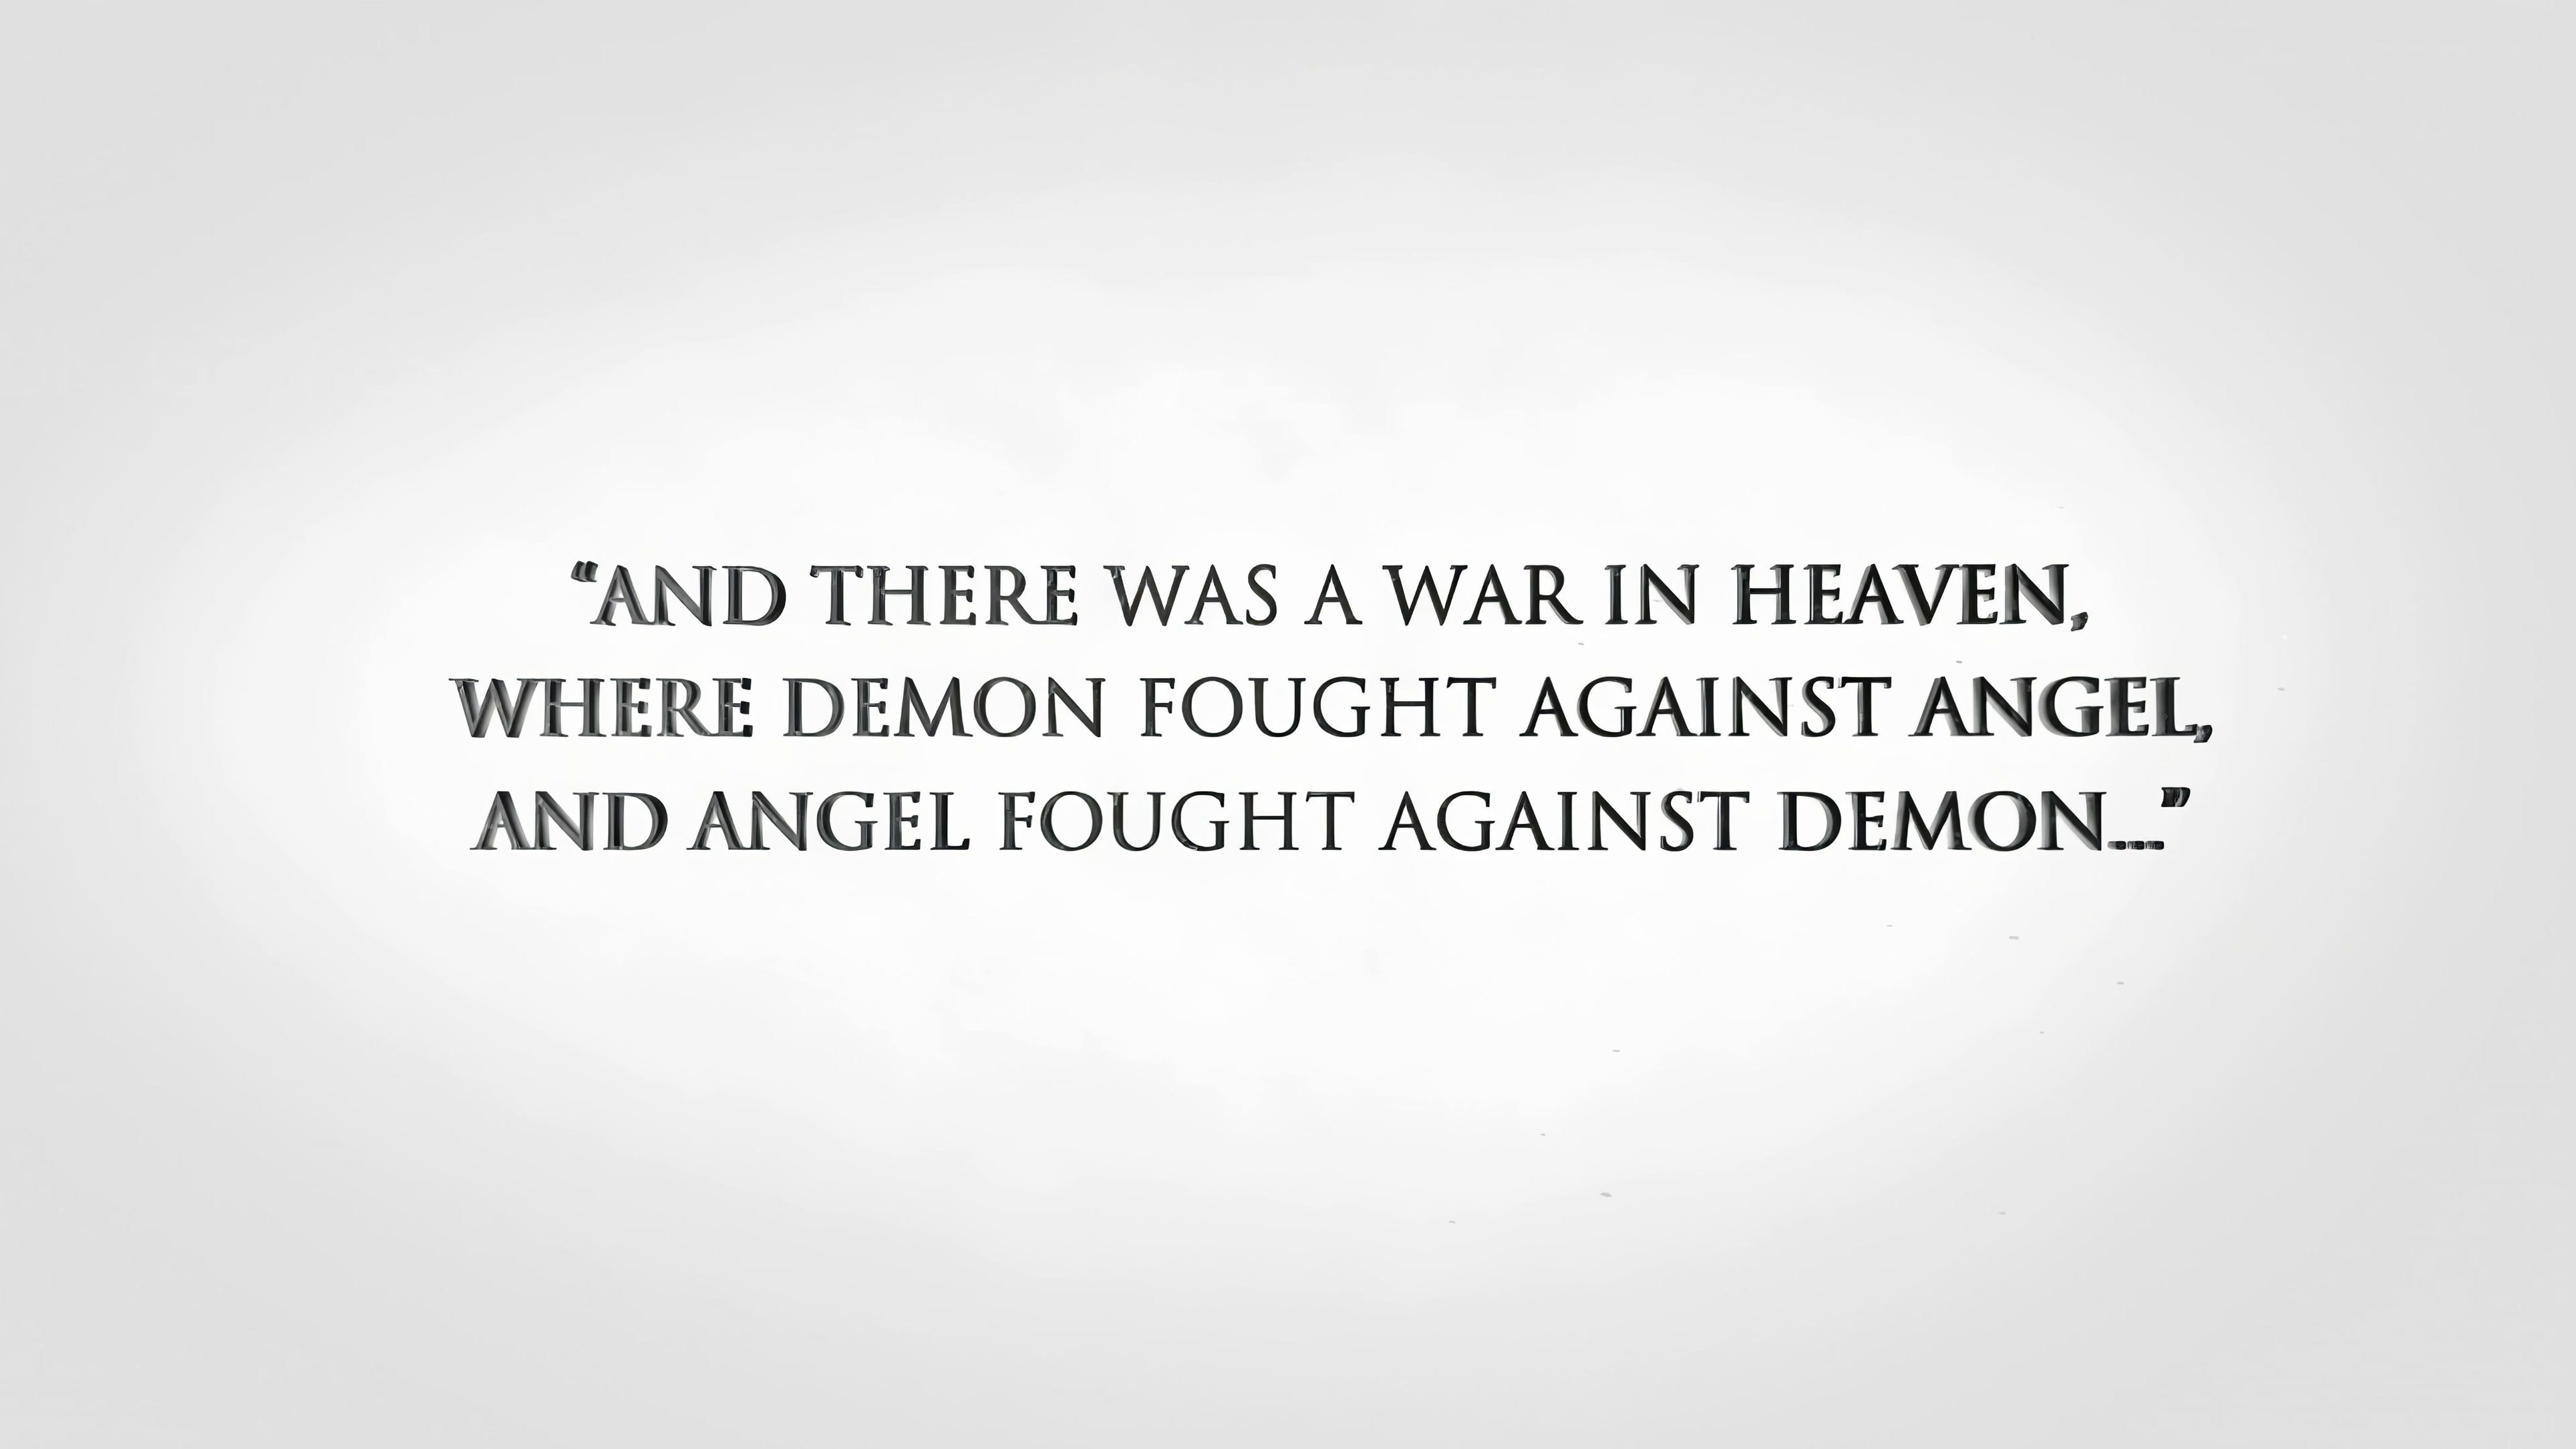 “AND THERE WAS A WAR IN HEAVEN,
WHERE DEMON FOUGHT AGAINST ANGEL,
AND ANGEL FOUGHT AGAINST DEMON...”